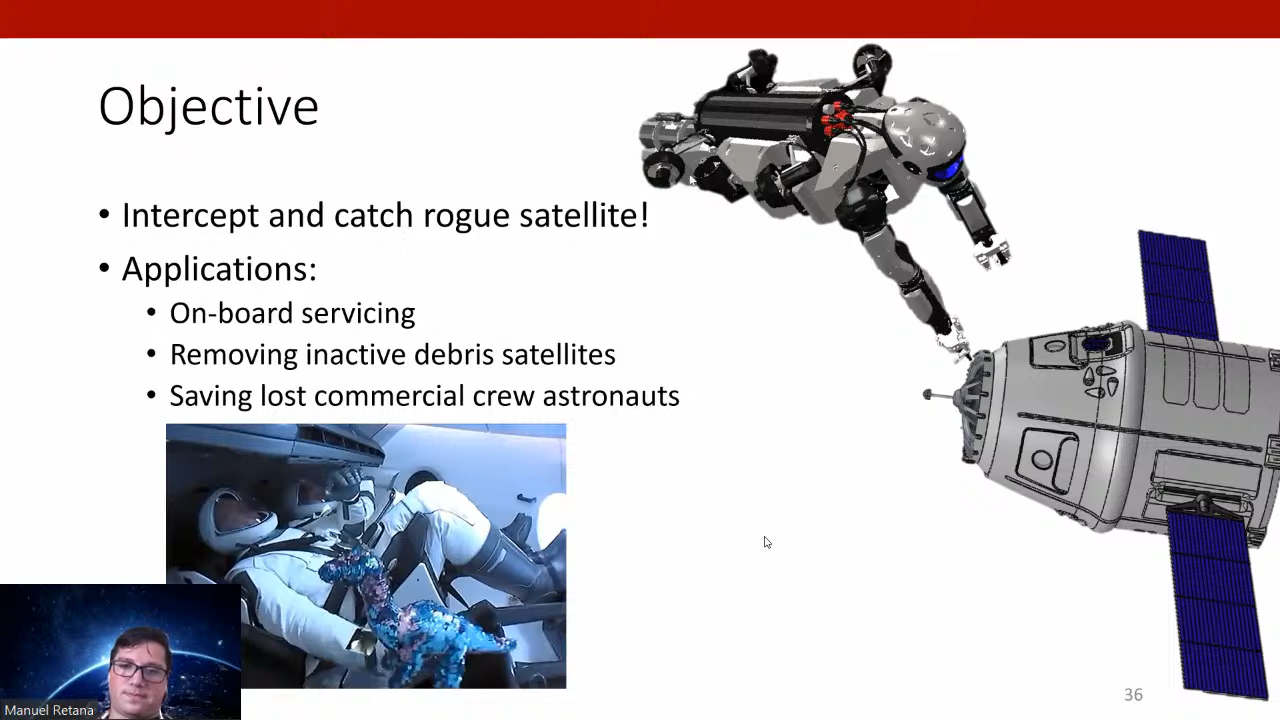 Objective
• Intercept and catch rogue satellite!
• Applications:
• On-board servicing
• Removing inactive debris satellites
• Saving lost commercial crew astronauts
Manuel Retana
36